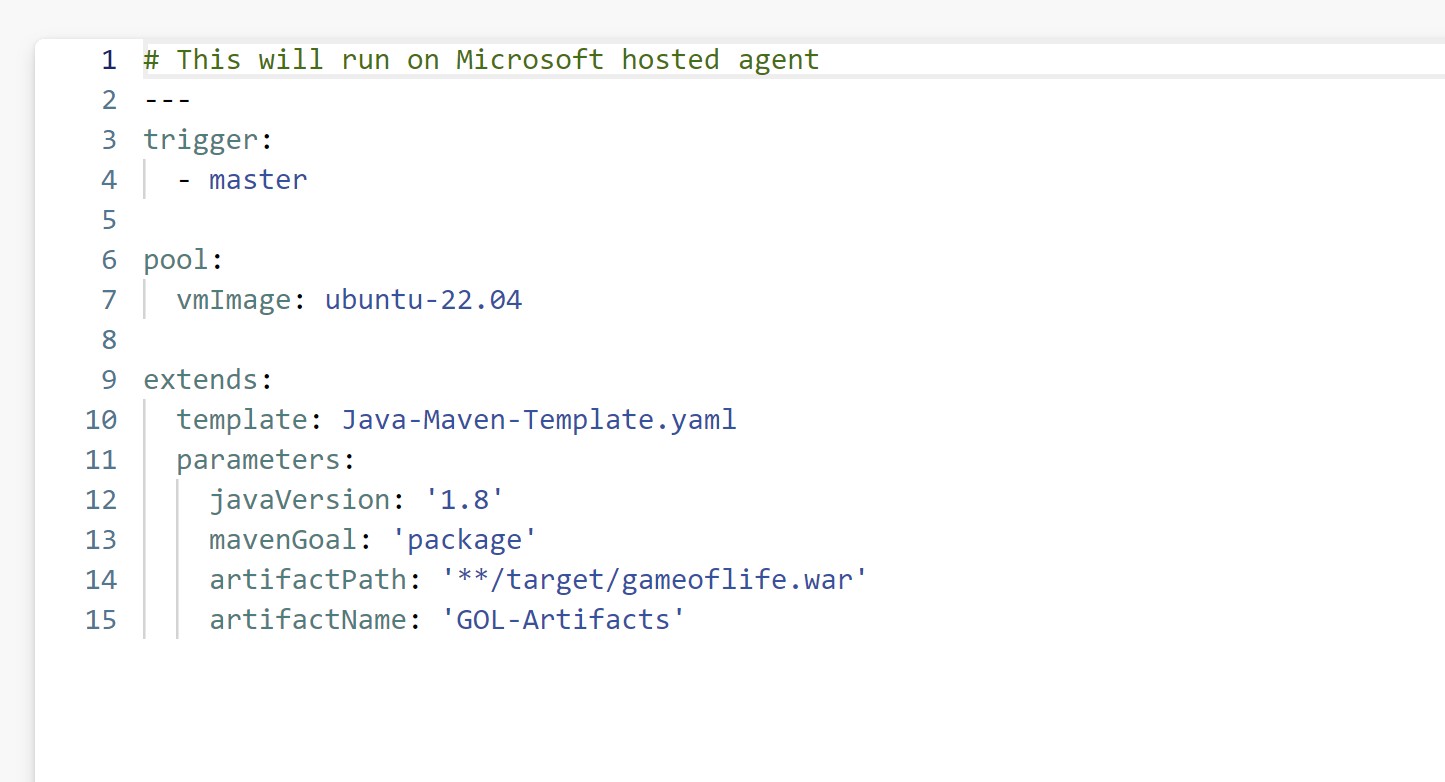 1 # This will run on Microsoft hosted agent
2 ---
3 trigger:
4   - master
5
6 pool:
7   vmImage: ubuntu-22.04
8
9 extends:
10   template: Java-Maven-Template.yaml
11   parameters:
12     javaVersion: '1.8'
13     mavenGoal: 'package'
14     artifactPath: '**/target/gameoflife.war'
15     artifactName: 'GOL-Artifacts'